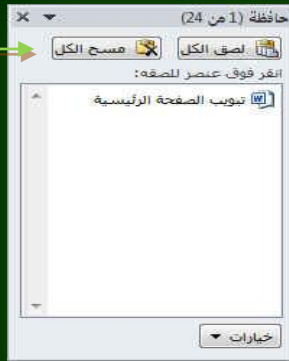 حافظة (1 من 24)
لصق الكل
مسح الكل
انقر فوق عنصر للصقه:
تبويب الصفحة الرئيسية
خيارات